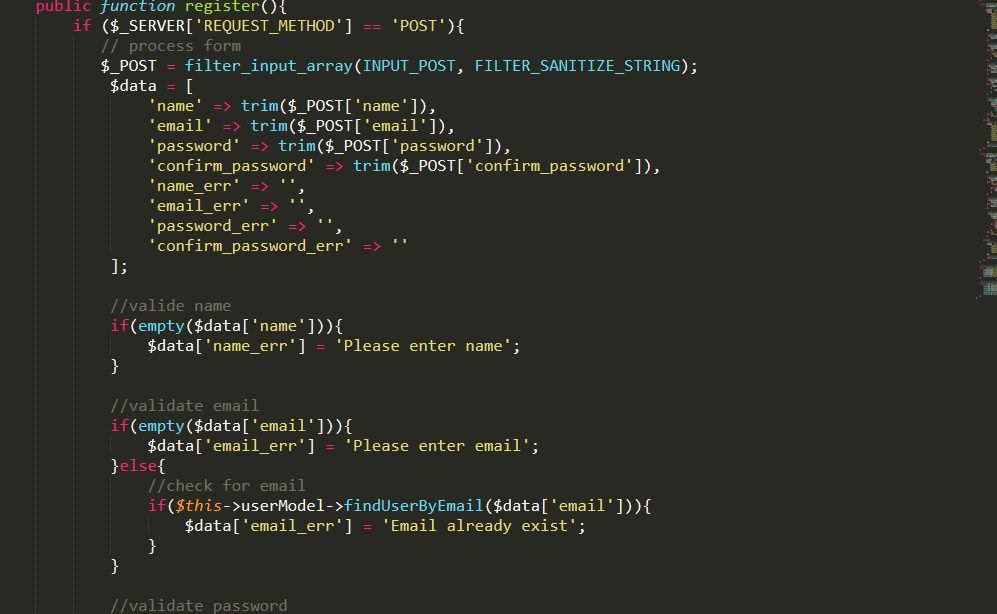 public function register(){
if ($_SERVER['REQUEST_METHOD'] == 'POST'){
// process form
$_POST = filter_input_array(INPUT_POST, FILTER_SANITIZE_STRING);
$data = [
'name' => trim($_POST['name']),
'email' => trim($_POST['email']),
'password' => trim($_POST['password']),
'confirm_password' => trim($_POST['confirm_password']),
'name_err' => '',
'email_err' => '',
'password_err' => '',
'confirm_password_err' => ''
];
//valide name
if(empty($data['name'])){
$data['name_err'] = 'Please enter name';
}
//validate email
if(empty($data['email'])){
$data['email_err'] = 'Please enter email';
}else{
//check for email
if($this->userModel->findUserByEmail($data['email'])){
$data['email_err'] = 'Email already exist';
}
}
//validate password